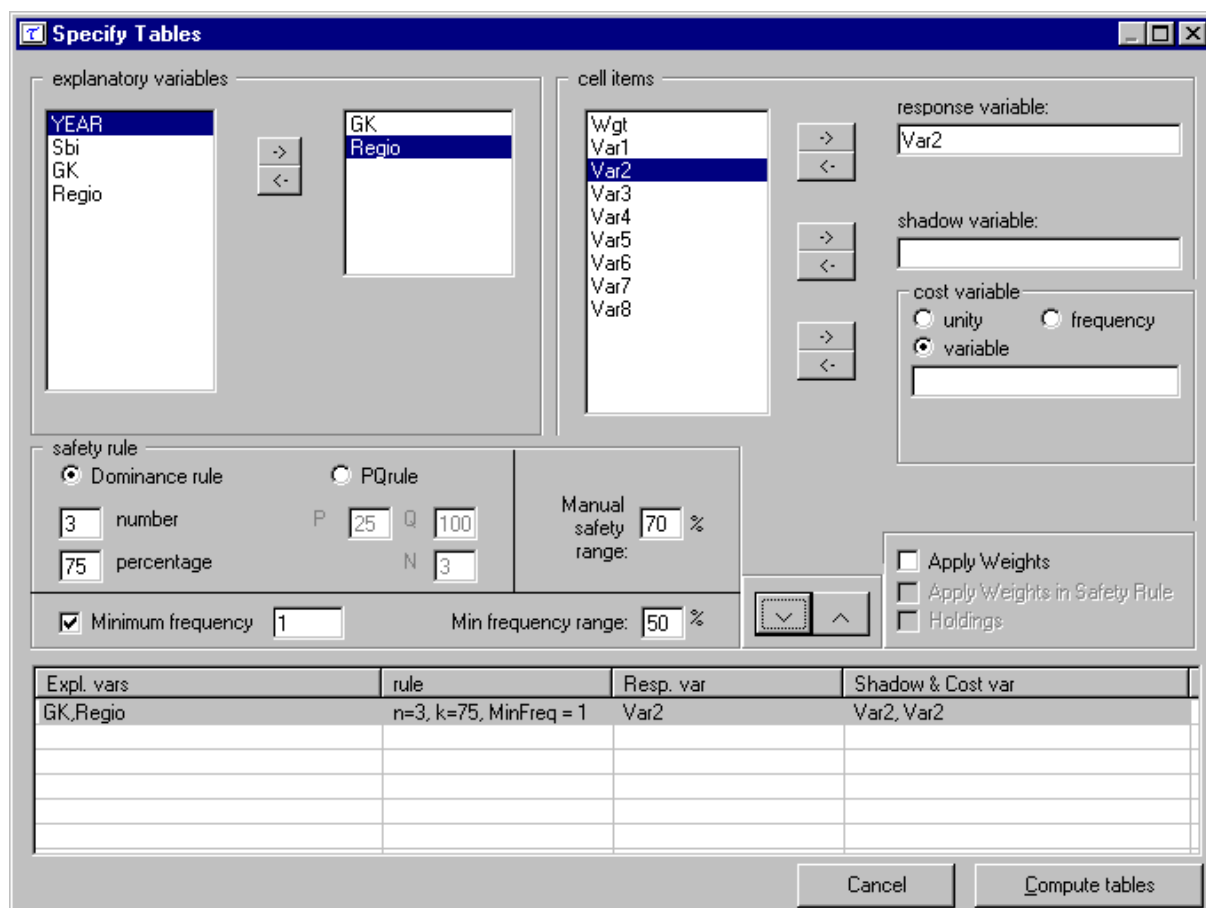 τ Specify Tables
explanatory variables
YEAR
Sbi
GK
Regio
->
<-
GK
Regio
cell items
Wgt
Var1
Var2
Var3
Var4
Var5
Var6
Var7
Var8
->
<-
->
<-
->
<-
response variable:
Var2
shadow variable:
cost variable
unity frequency
variable
safety rule
Dominance rule PQrule
3 number P 25 Q 100
75 percentage N 3
Manual
safety 70 %
range:
Minimum frequency 1 Min frequency range: 50 %
Apply Weights
Apply Weights in Safety Rule
Holdings
Expl. vars rule Resp. var Shadow & Cost var
GK,Regio n=3, k=75, MinFreq = 1 Var2 Var2, Var2
Cancel Compute tables